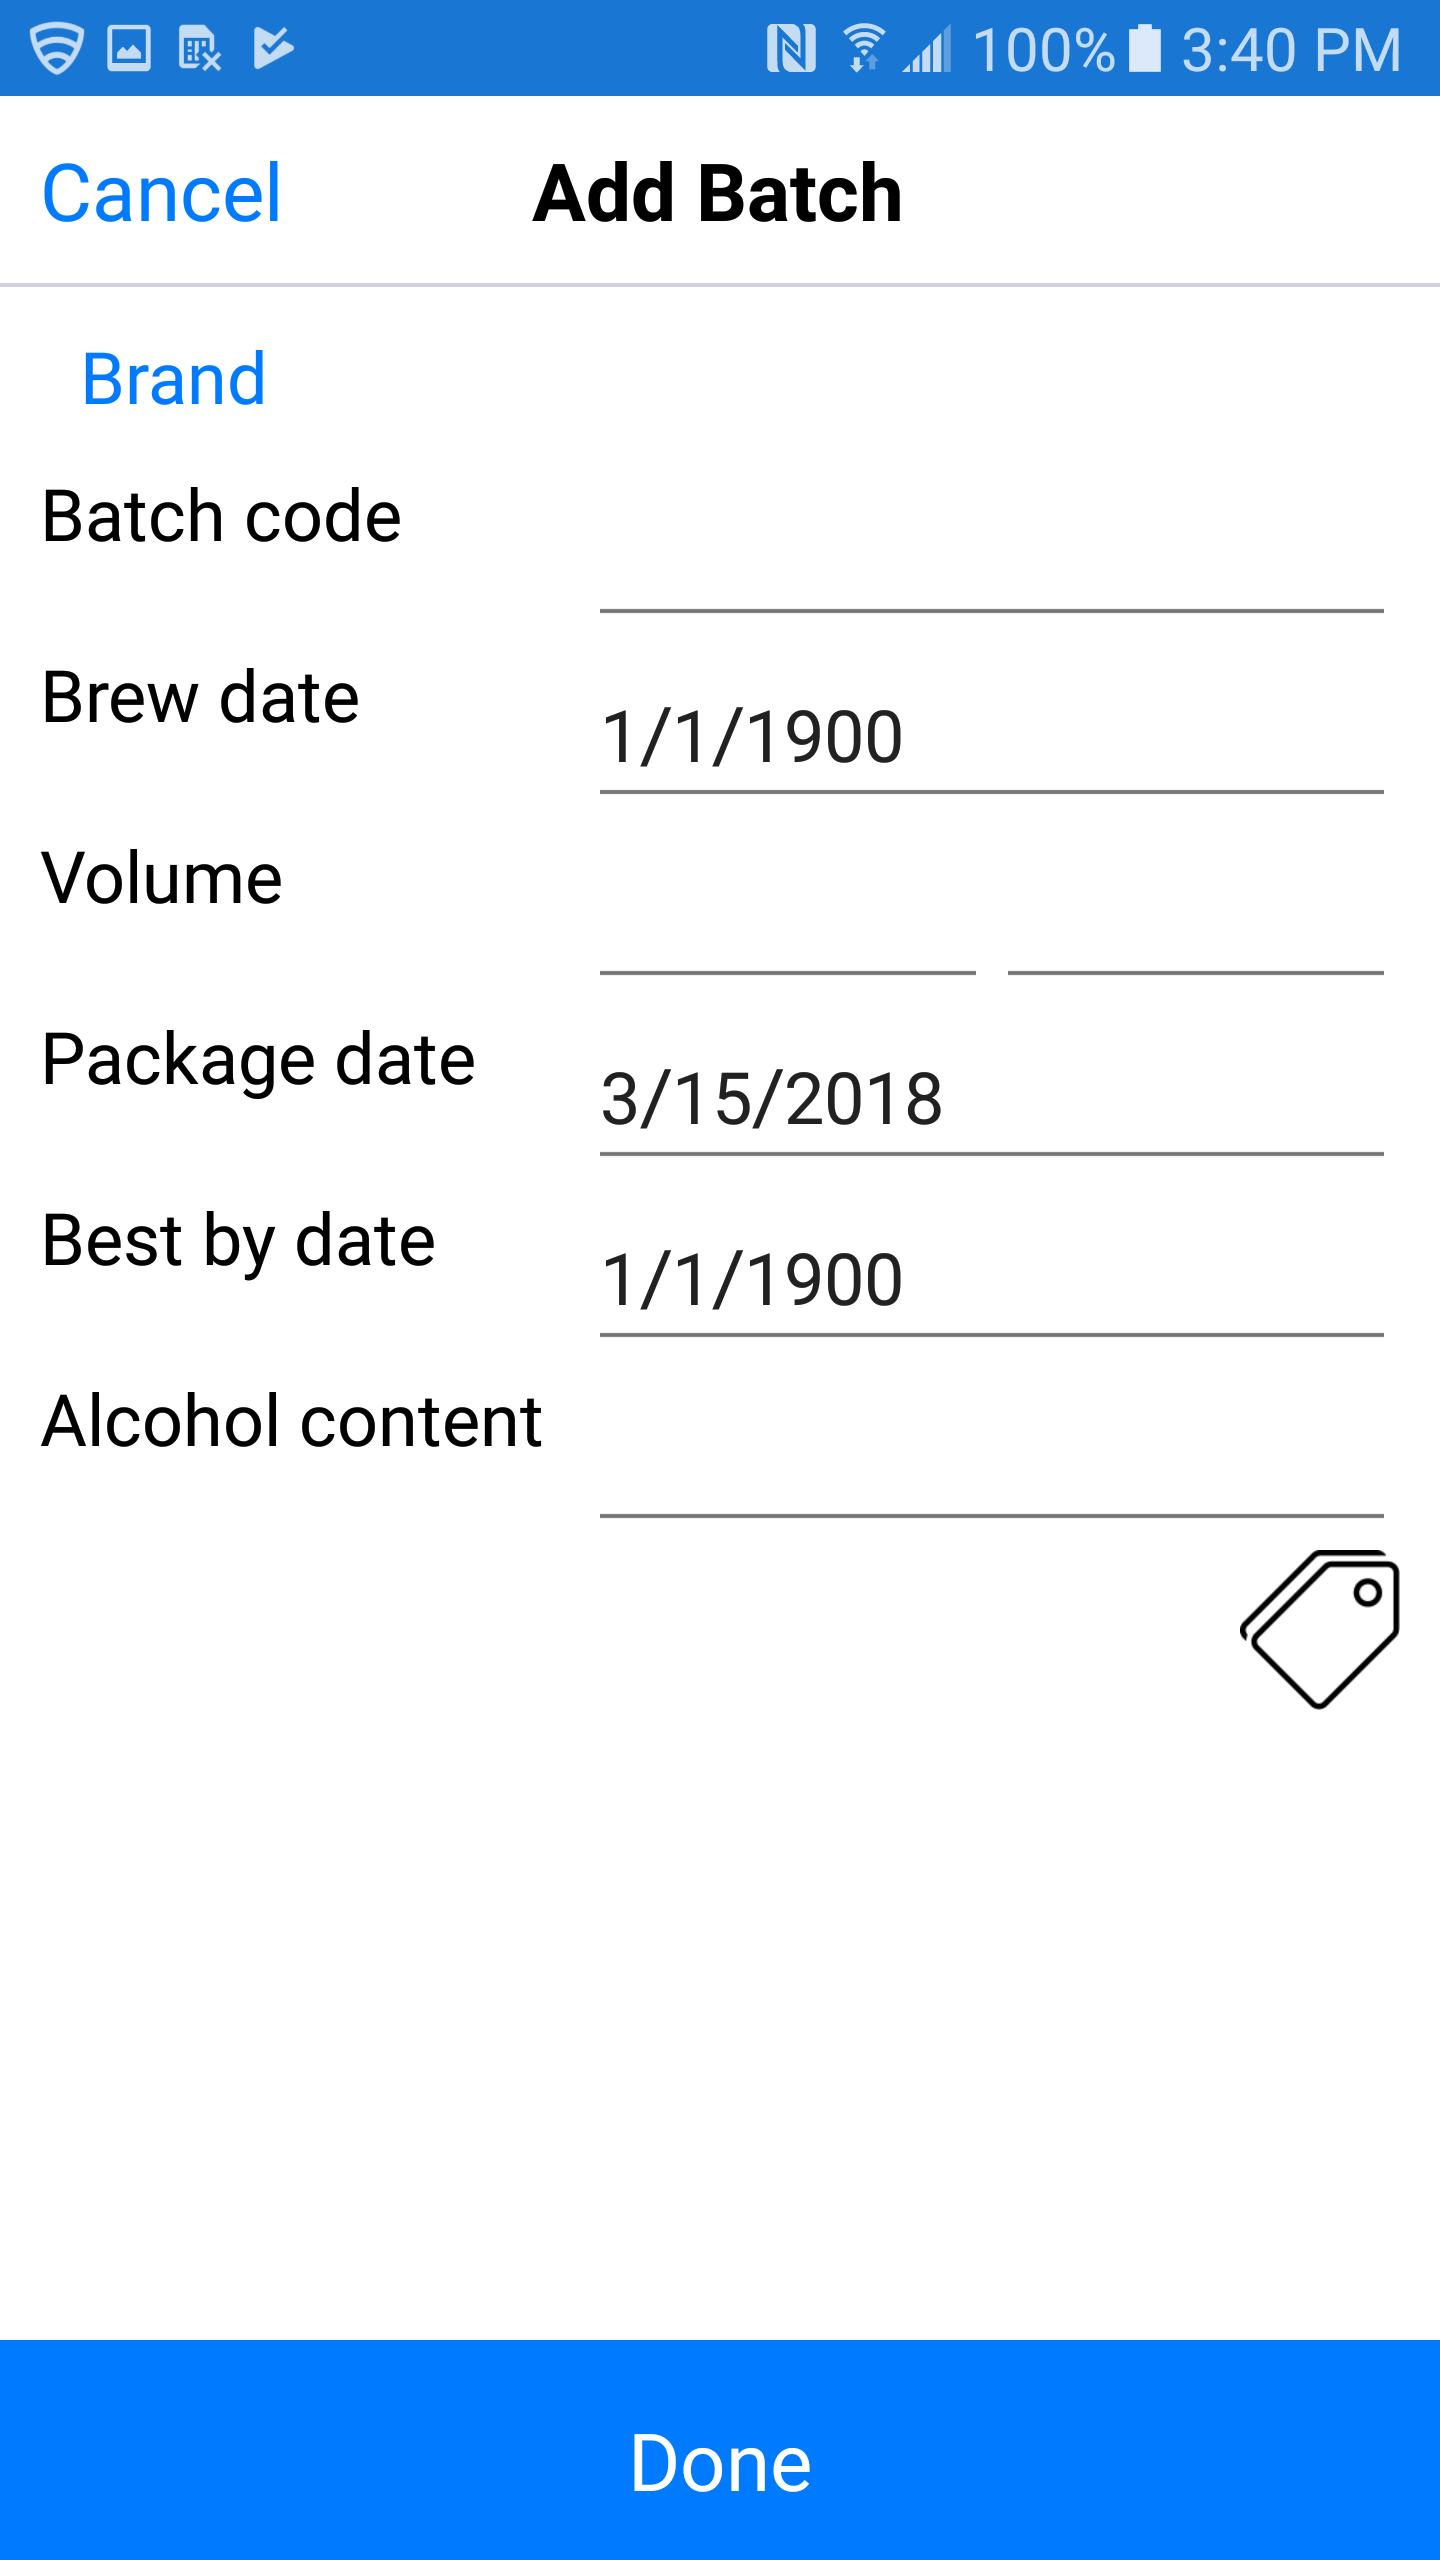 100% 3:40 PM
Cancel Add Batch
Brand
Batch code
Brew date 1/1/1900
Volume
Package date 3/15/2018
Best by date 1/1/1900
Alcohol content
Done